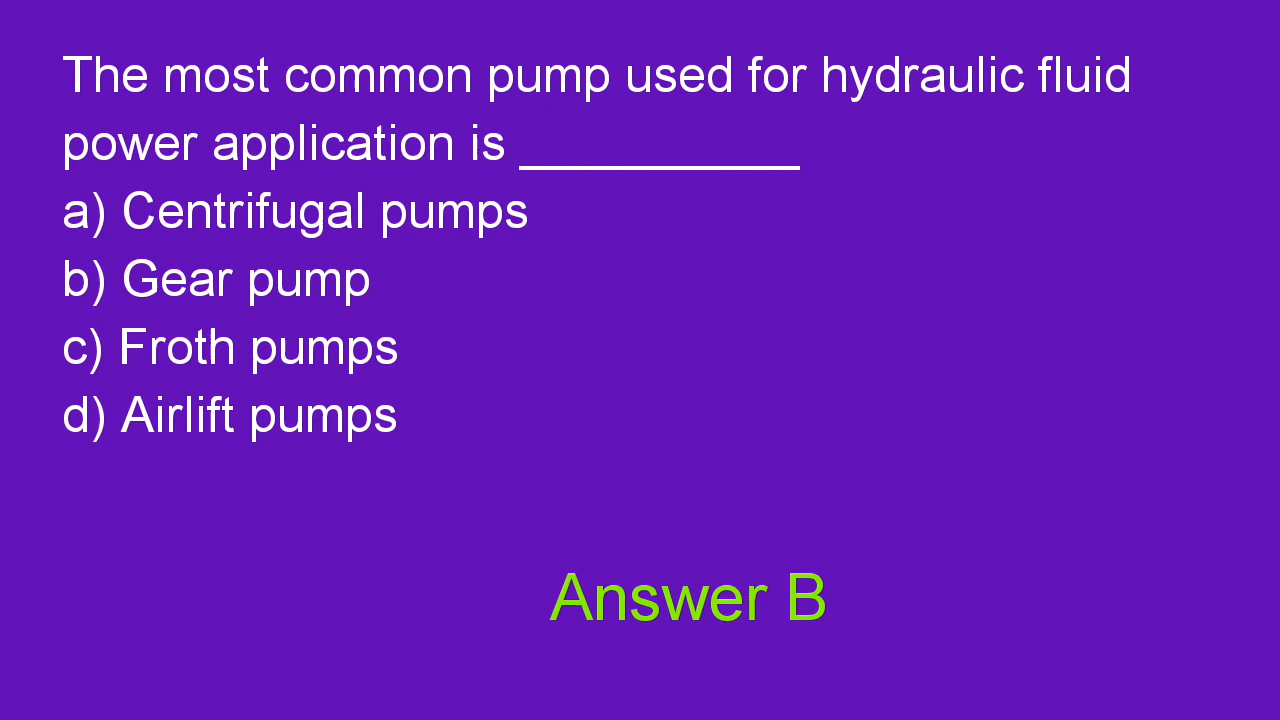 The most common pump used for hydraulic fluid
power application is __________
a) Centrifugal pumps
b) Gear pump
c) Froth pumps
d) Airlift pumps
Answer B